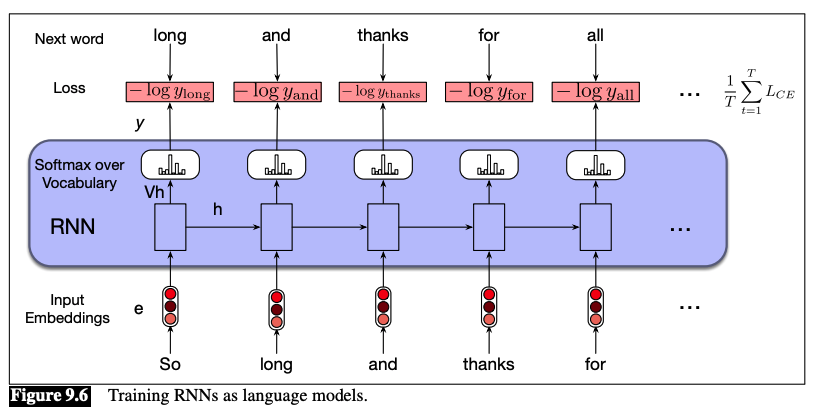 Next word long and thanks for all
Loss − log y_long − log y_and − log y_thanks − log y_for − log y_all ... 1/T ∑_{t=1}^{T} L_{CE}
y
Softmax over
Vocabulary
Vh
h
RNN ...
Input
Embeddings e ...
So long and thanks for
Figure 9.6 Training RNNs as language models.